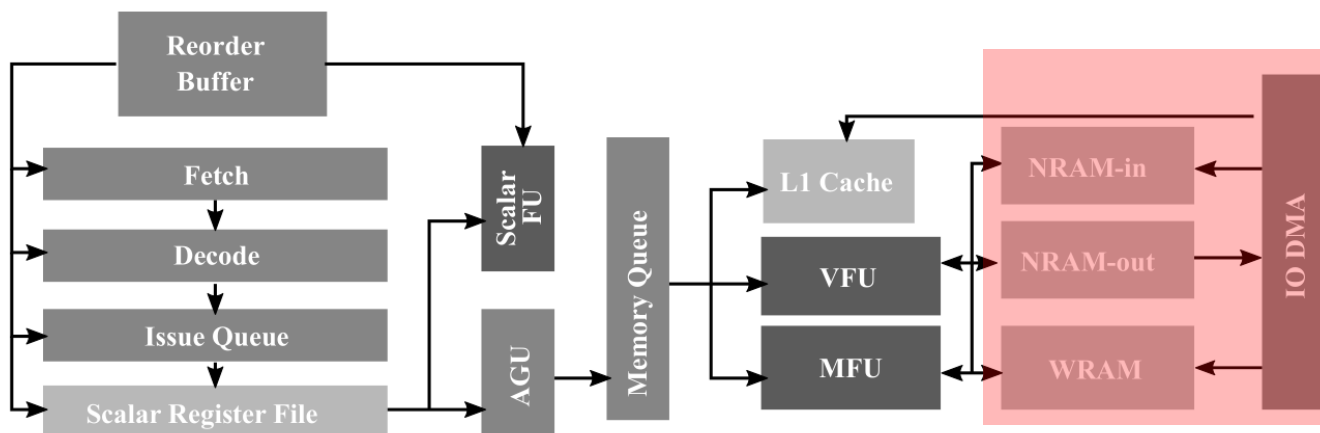 Reorder
Buffer
Fetch
Decode
Issue Queue
Scalar Register File
Scalar
FU
AGU
Memory Queue
L1 Cache
VFU
MFU
NRAM-in
NRAM-out
WRAM
IO DMA